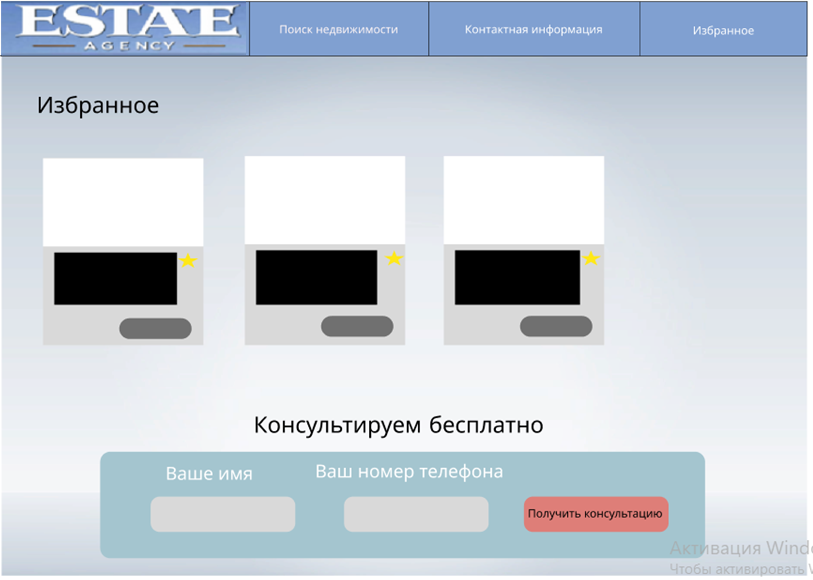 ESTATE
AGENCY
Поиск недвижимости
Контактная информация
Избранное
Избранное
Консультируем бесплатно
Ваше имя
Ваш номер телефона
Получить консультацию
Активация Windo
Чтобы активировать W